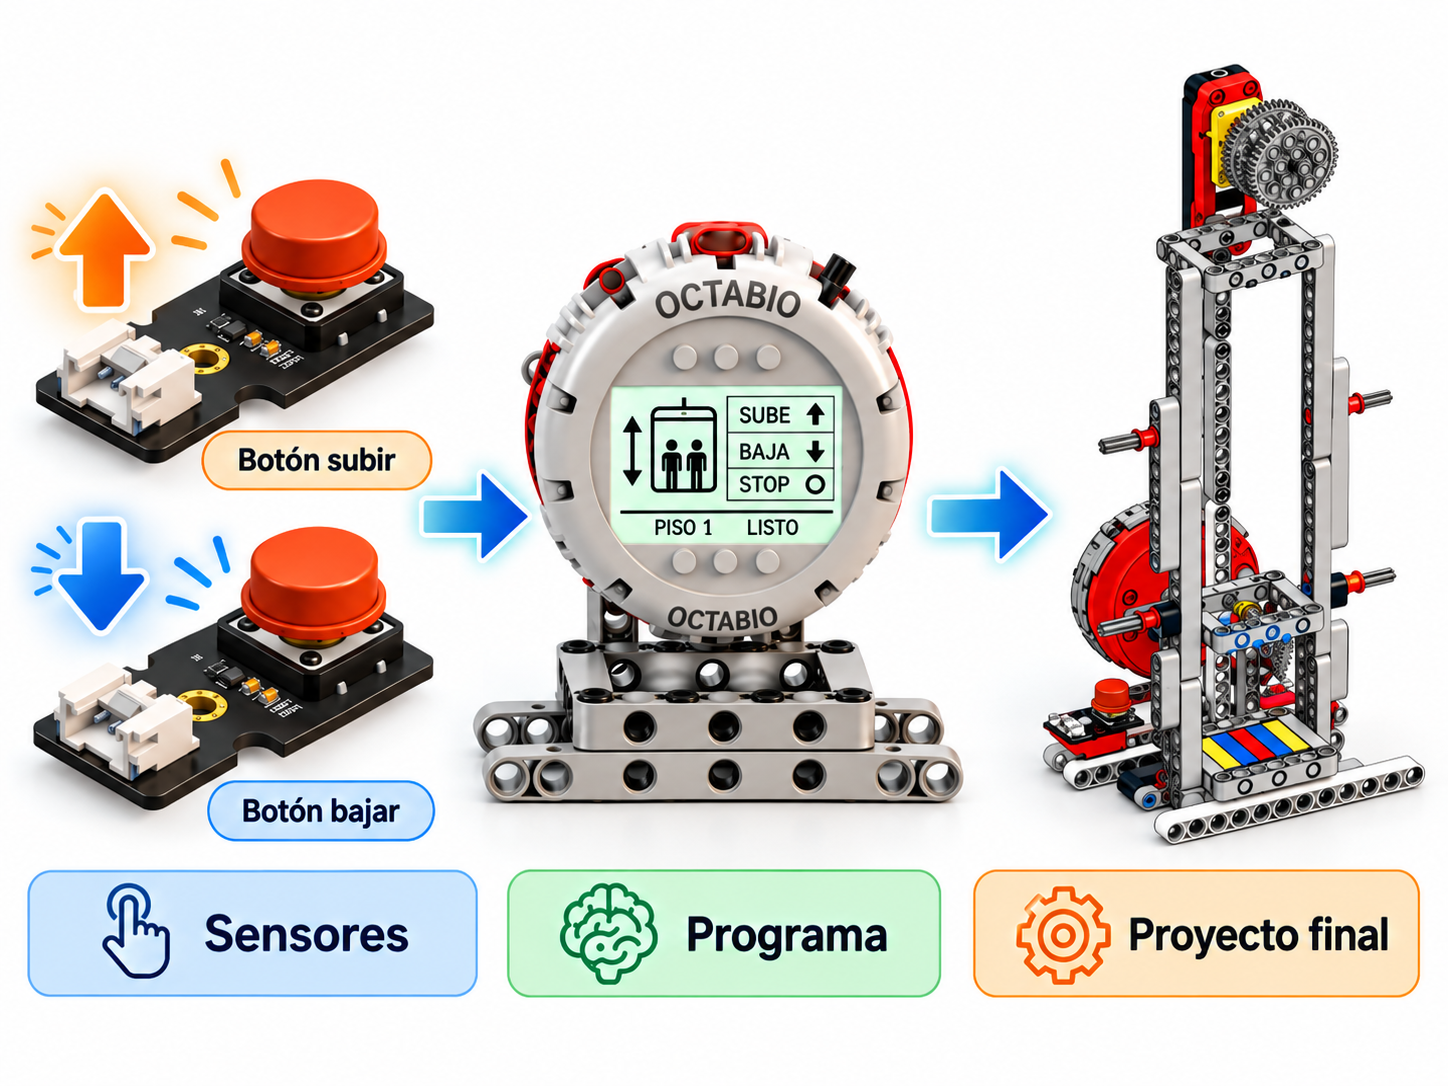 Botón subir
Botón bajar
OCTABIO
SUBE
BAJA
STOP
PISO 1 LISTO
OCTABIO
Sensores
Programa
Proyecto final